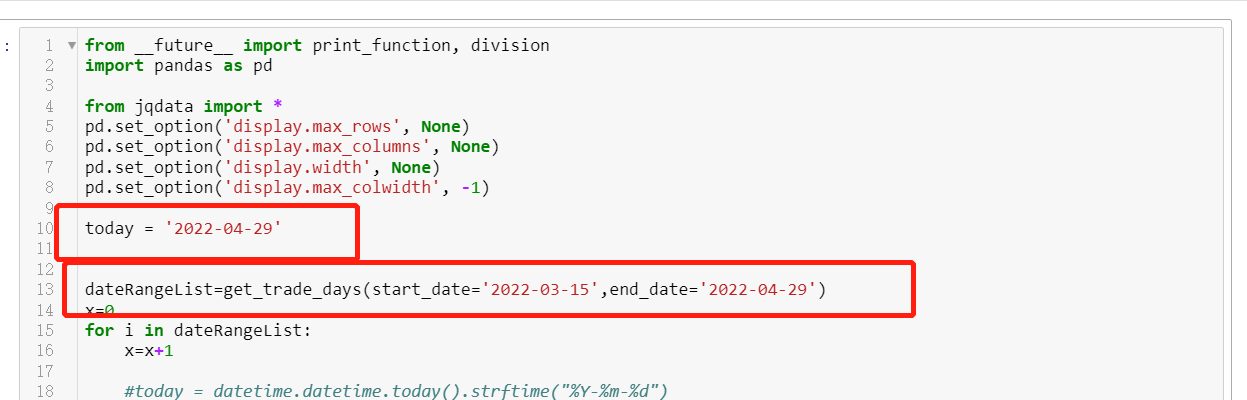 :
1 ▼ from __future__ import print_function, division
2 import pandas as pd
3
4 from jqdata import *
5 pd.set_option('display.max_rows', None)
6 pd.set_option('display.max_columns', None)
7 pd.set_option('display.width', None)
8 pd.set_option('display.max_colwidth', -1)
9
10 today = '2022-04-29'
11
12
13 dateRangeList=get_trade_days(start_date='2022-03-15',end_date='2022-04-29')
14 x=0
15 for i in dateRangeList:
16     x=x+1
17
18     #today = datetime.datetime.today().strftime("%Y-%m-%d")